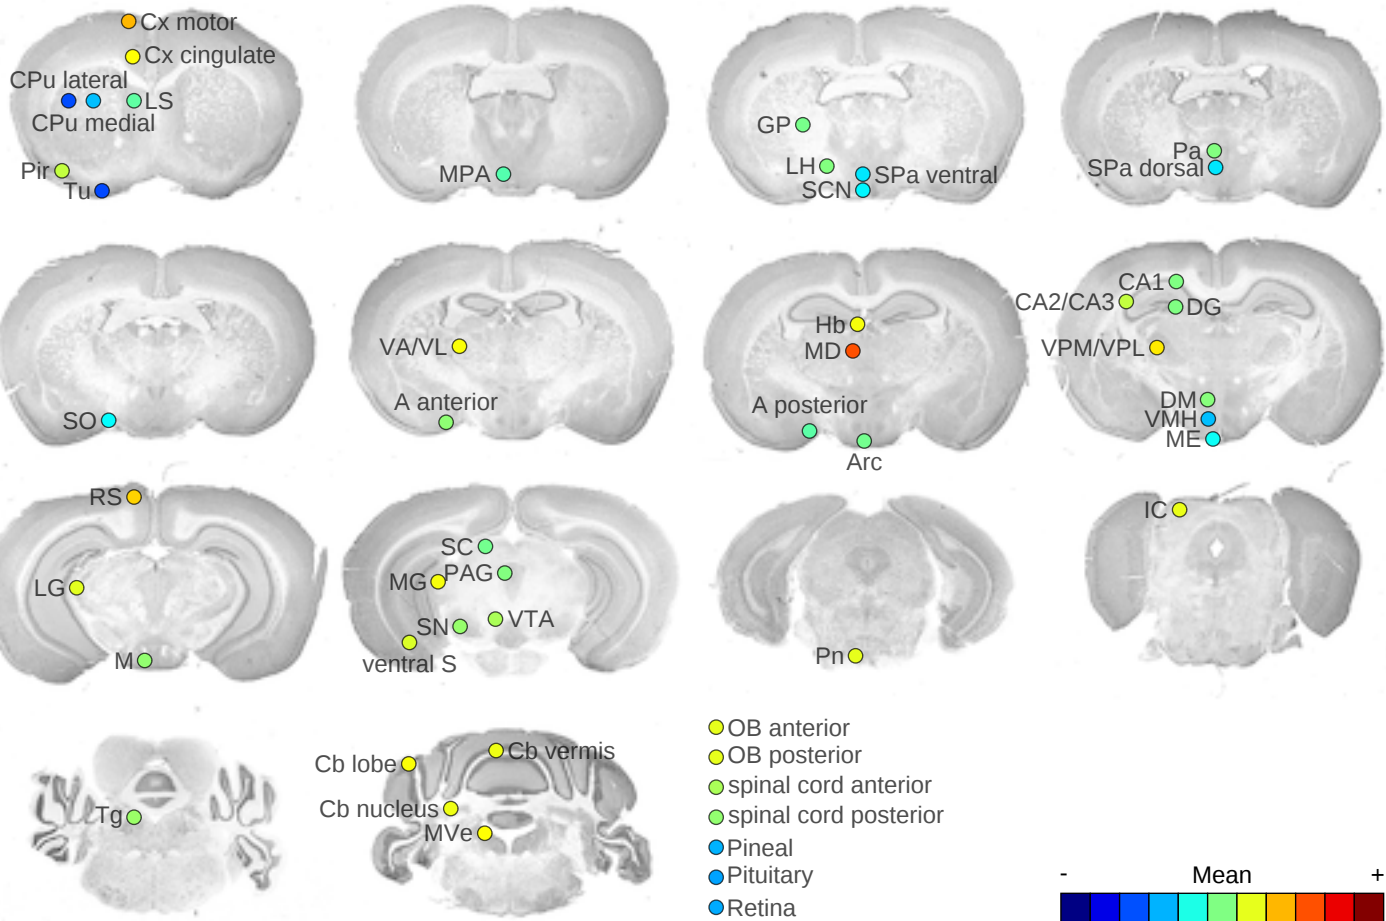 Cx motor
Cx cingulate
CPu lateral
LS
CPu medial
Pir
Tu
MPA
GP
LH
SPa ventral
SCN
Pa
SPa dorsal
SO
VA/VL
A anterior
Hb
MD
A posterior
Arc
CA1
CA2/CA3
DG
VPM/VPL
DM
VMH
ME
RS
LG
M
SC
PAG
MG
VTA
SN
ventral S
Pn
IC
Tg
Cb lobe
Cb vermis
Cb nucleus
MVe
OB anterior
OB posterior
spinal cord anterior
spinal cord posterior
Pineal
Pituitary
Retina
- Mean +